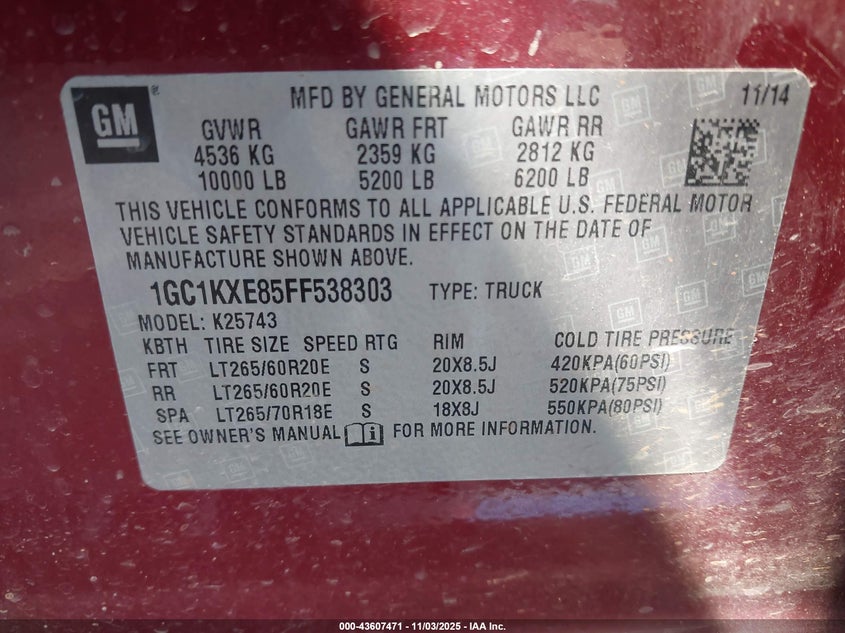 GM
MFD BY GENERAL MOTORS LLC 11/14
GVWR GAWR FRT GAWR RR
4536 KG 2359 KG 2812 KG
10000 LB 5200 LB 6200 LB
THIS VEHICLE CONFORMS TO ALL APPLICABLE U.S. FEDERAL MOTOR
VEHICLE SAFETY STANDARDS IN EFFECT ON THE DATE OF
MANUFACTURE SHOWN ABOVE.
1GC1KXE85FF538303 TYPE: TRUCK
MODEL: K25743
KBTH TIRE SIZE SPEED RTG RIM COLD TIRE PRESSURE
FRT LT265/60R20E S 20X8.5J 420KPA(60PSI)
RR LT265/60R20E S 20X8.5J 520KPA(75PSI)
SPA LT265/70R18E S 18X8J 550KPA(80PSI)
SEE OWNER'S MANUAL FOR MORE INFORMATION.
000-43607471 - 11/03/2025 - IAA Inc.